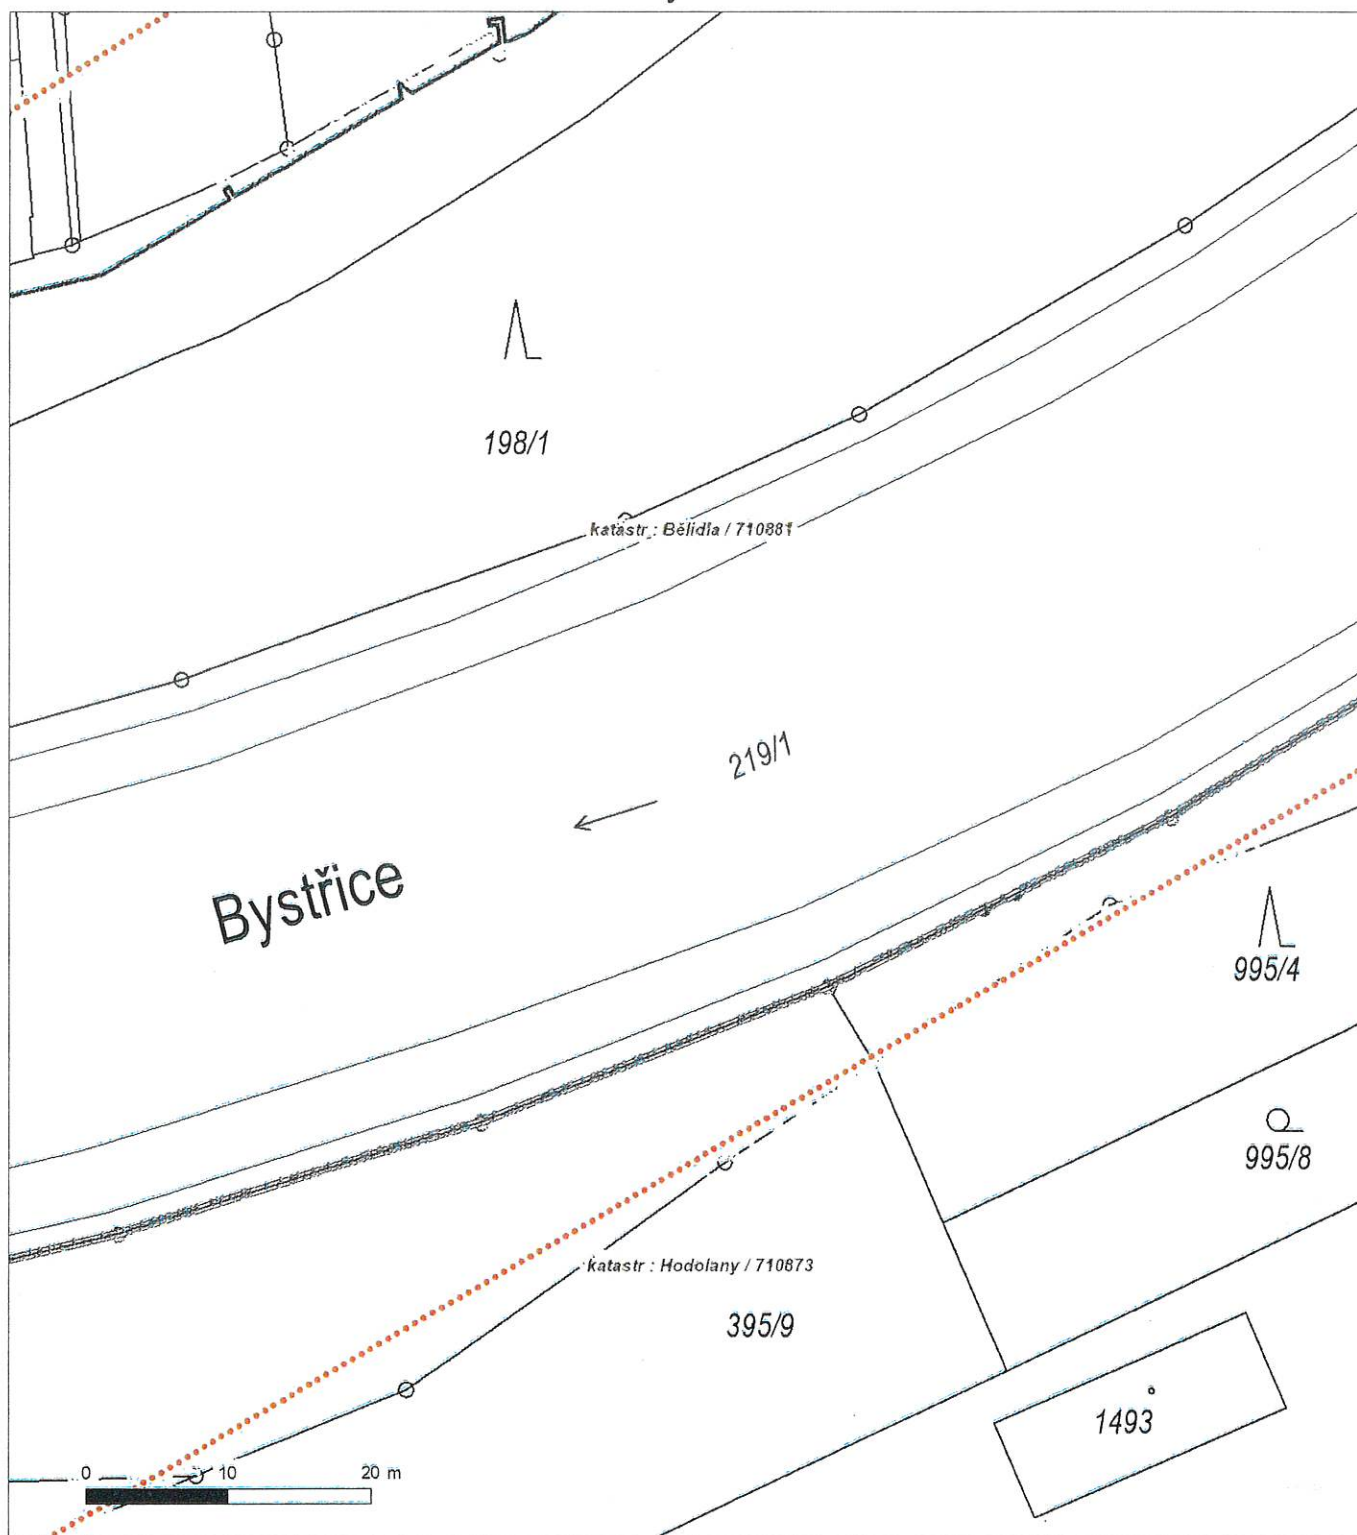 198/1
katastr : Bělidla / 710881
219/1
Bystřice
995/4
995/8
katastr : Hodolany / 710873
395/9
1493
0 10 20 m